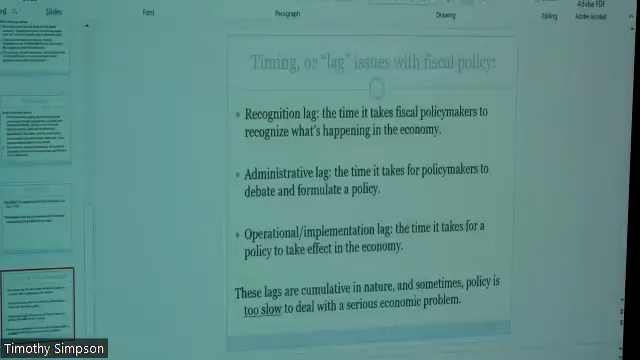 Slides
Font
Paragraph
Drawing
Editing
Adobe PDF
Adobe Acrobat
Timing, or "lag" issues with fiscal policy:
• Recognition lag: the time it takes fiscal policymakers to
recognize what's happening in the economy.
• Administrative lag: the time it takes for policymakers to
debate and formulate a policy.
• Operational/implementation lag: the time it takes for a
policy to take effect in the economy.
These lags are cumulative in nature, and sometimes, policy is
too slow to deal with a serious economic problem.
Timothy Simpson